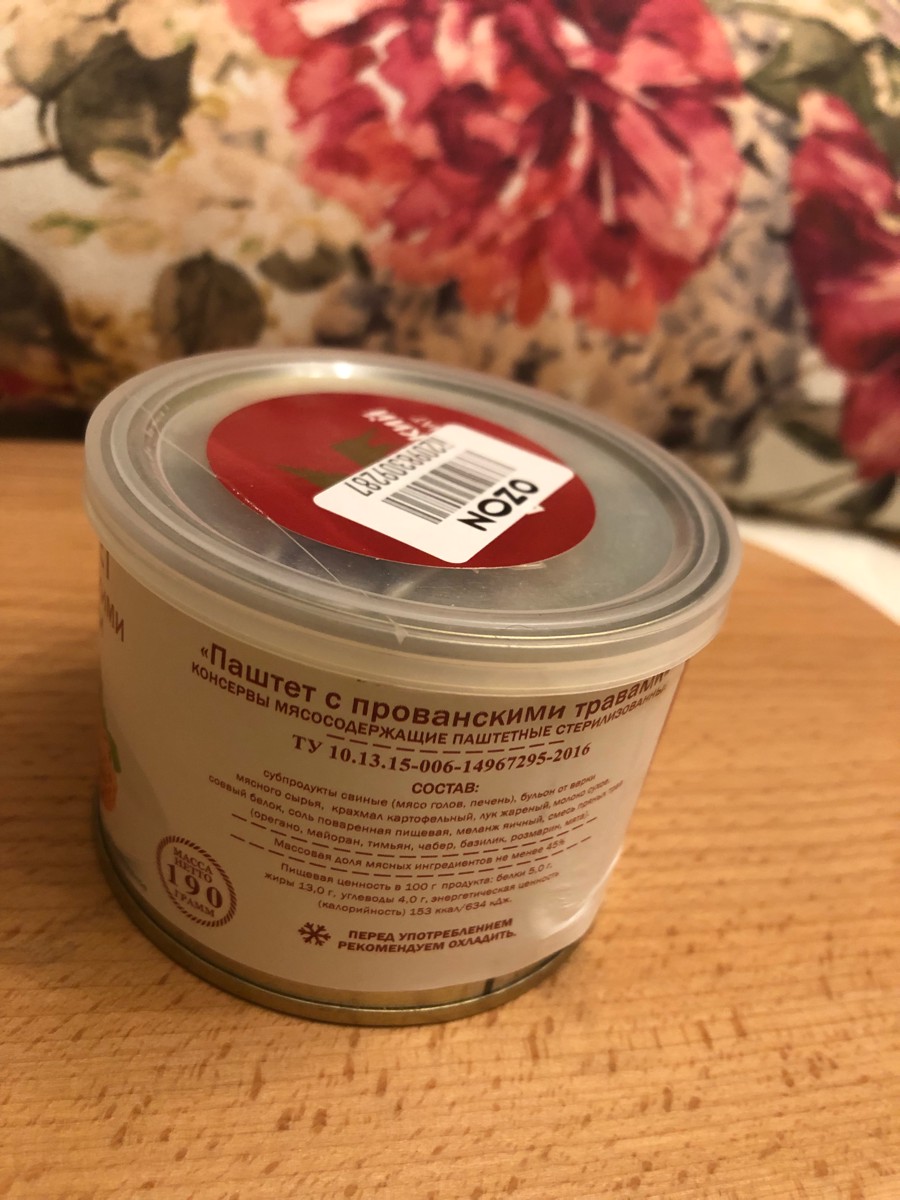 OZON
«Паштет с прованскими травами»
КОНСЕРВЫ МЯСОСОДЕРЖАЩИЕ ПАШТЕТНЫЕ СТЕРИЛИЗОВАННЫЕ
ТУ 10.13.15-006-14967295-2016
СОСТАВ:
субпродукты свиные (мясо голов, печень), бульон от варки
мясного сырья, крахмал картофельный, лук жареный, молоко сухое,
соевый белок, соль поваренная пищевая, меланж яичный, смесь пряных трав
(орегано, майоран, тимьян, чабер, базилик, розмарин, мята).
Массовая доля мясных ингредиентов не менее 45%
Пищевая ценность в 100 г продукта: белки 5,0 г,
жиры 13,0 г, углеводы 4,0 г, энергетическая ценность
(калорийность) 153 ккал/634 кДж.
ПЕРЕД УПОТРЕБЛЕНИЕМ
РЕКОМЕНДУЕМ ОХЛАДИТЬ.
МАССА
НЕТТО
190
ГРАММ